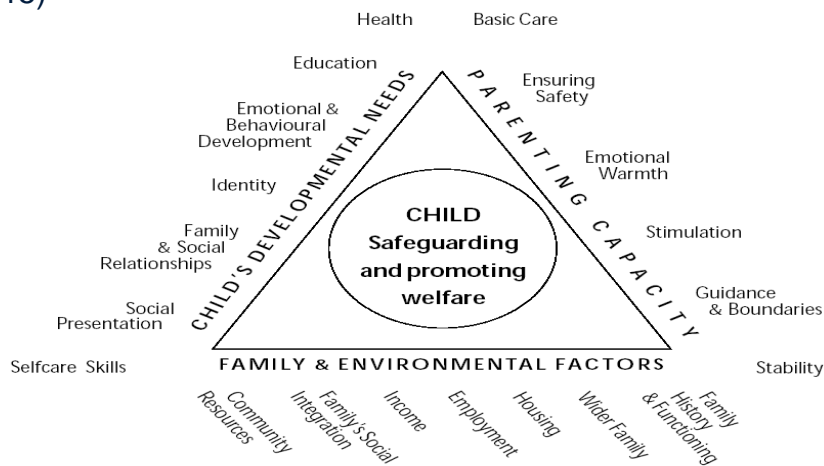 Health
Basic Care
Education
Ensuring
Safety
Emotional &
Behavioural
Development
Emotional
Warmth
Identity
Stimulation
Family
& Social
Relationships
Guidance
& Boundaries
Social
Presentation
Selfcare Skills
Stability
CHILD'S DEVELOPMENTAL NEEDS
PARENTING CAPACITY
CHILD
Safeguarding
and promoting
welfare
FAMILY & ENVIRONMENTAL FACTORS
Community
Resources
Family's Social
Integration
Income
Employment
Housing
Wider Family
Family
History
& Functioning